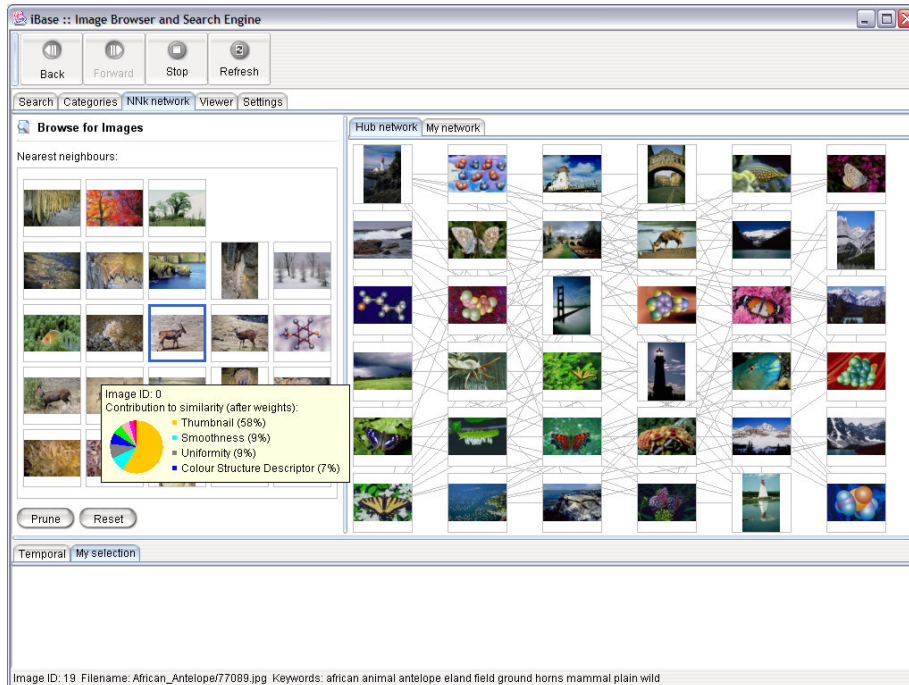 iBase :: Image Browser and Search Engine
Back Forward Stop Refresh
Search Categories NNk network Viewer Settings
Browse for Images
Nearest neighbours:
Hub network My network
Image ID: 0
Contribution to similarity (after weights):
Thumbnail (58%)
Smoothness (9%)
Uniformity (9%)
Colour Structure Descriptor (7%)
Prune Reset
Temporal My selection
Image ID: 19 Filename: African_Antelope/77089.jpg Keywords: african animal antelope eland field ground horns mammal plain wild